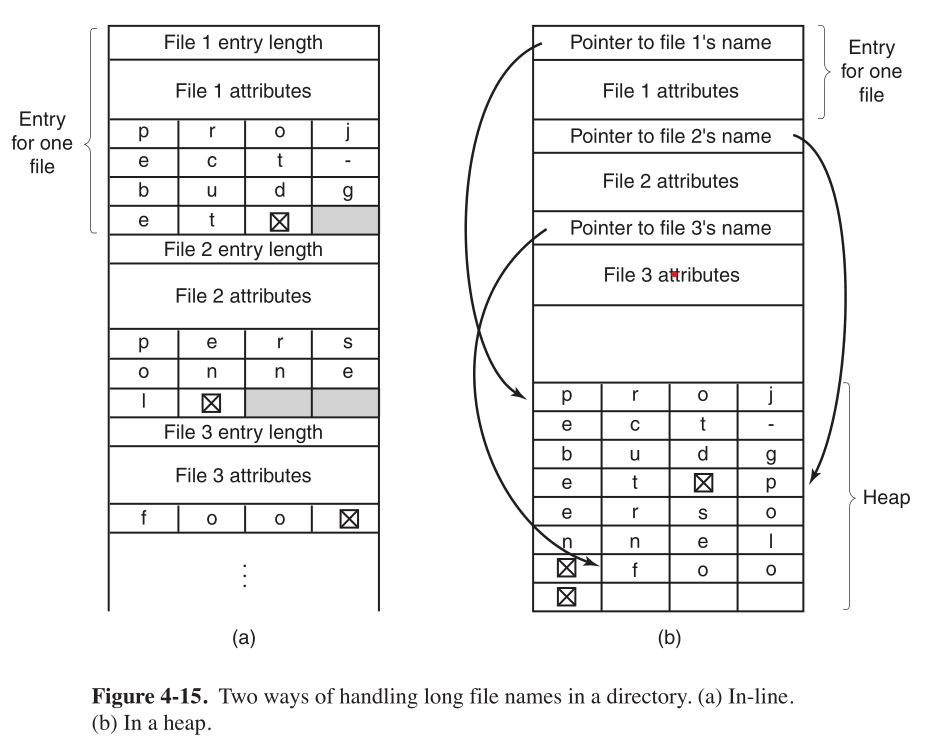 File 1 entry length
File 1 attributes
Entry
for one
file
p r o j
e c t -
b u d g
e t ☒
File 2 entry length
File 2 attributes
p e r s
o n n e
l ☒
File 3 entry length
File 3 attributes
f o o ☒
⋮
(a)
Pointer to file 1's name
Entry
for one
file
File 1 attributes
Pointer to file 2's name
File 2 attributes
Pointer to file 3's name
File 3 attributes
p r o j
e c t -
b u d g
e t ☒ p
e r s o
n n e l
☒ f o o
☒
Heap
(b)
Figure 4-15. Two ways of handling long file names in a directory. (a) In-line.
(b) In a heap.